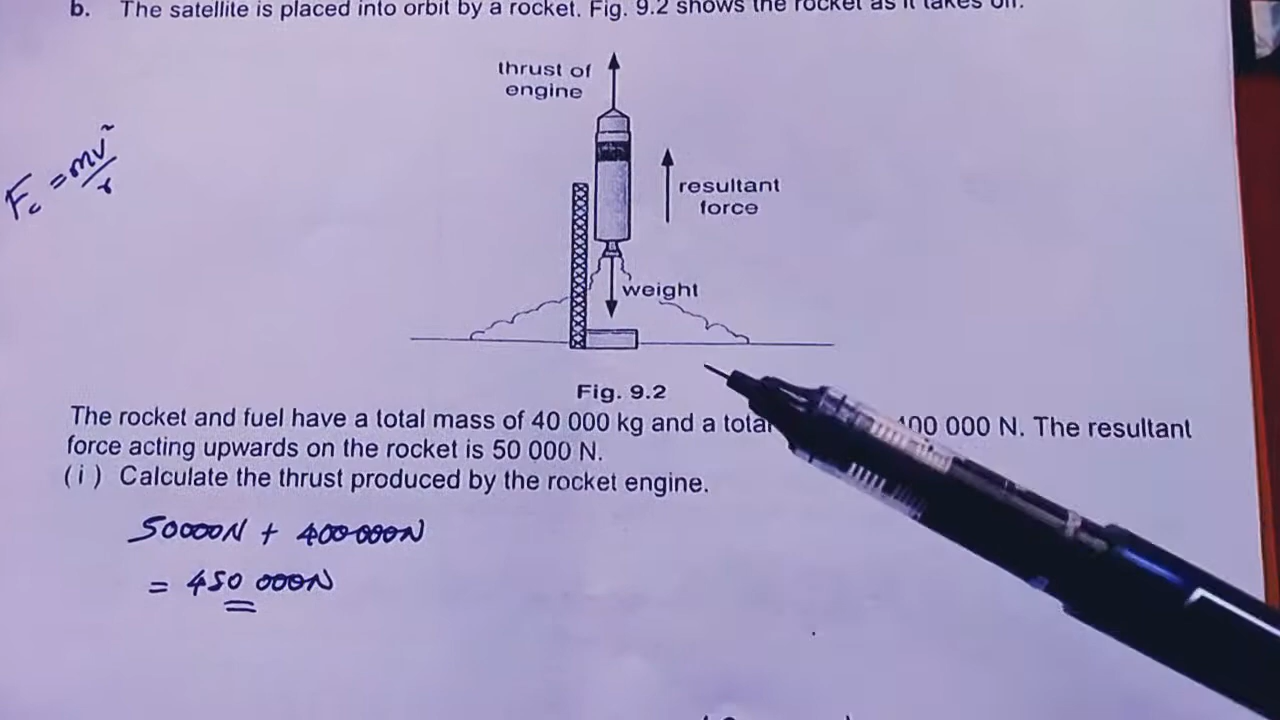 b. The satellite is placed into orbit by a rocket. Fig. 9.2 shows the rocket as it takes off.
thrust of
engine
Fc = mv²/r
resultant
force
weight
Fig. 9.2
The rocket and fuel have a total mass of 40 000 kg and a total 400 000 N. The resultant
force acting upwards on the rocket is 50 000 N.
(i) Calculate the thrust produced by the rocket engine.
50000N + 400000N
= 450 000N